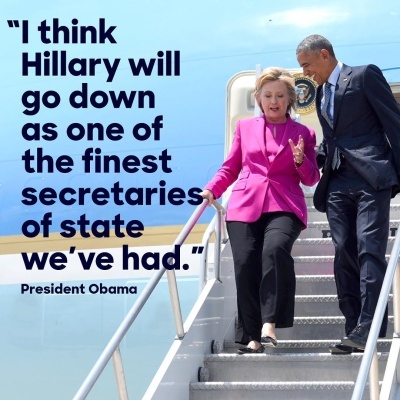 “I think
Hillary will
go down
as one of
the finest
secretaries
of state
we’ve had.”
President Obama